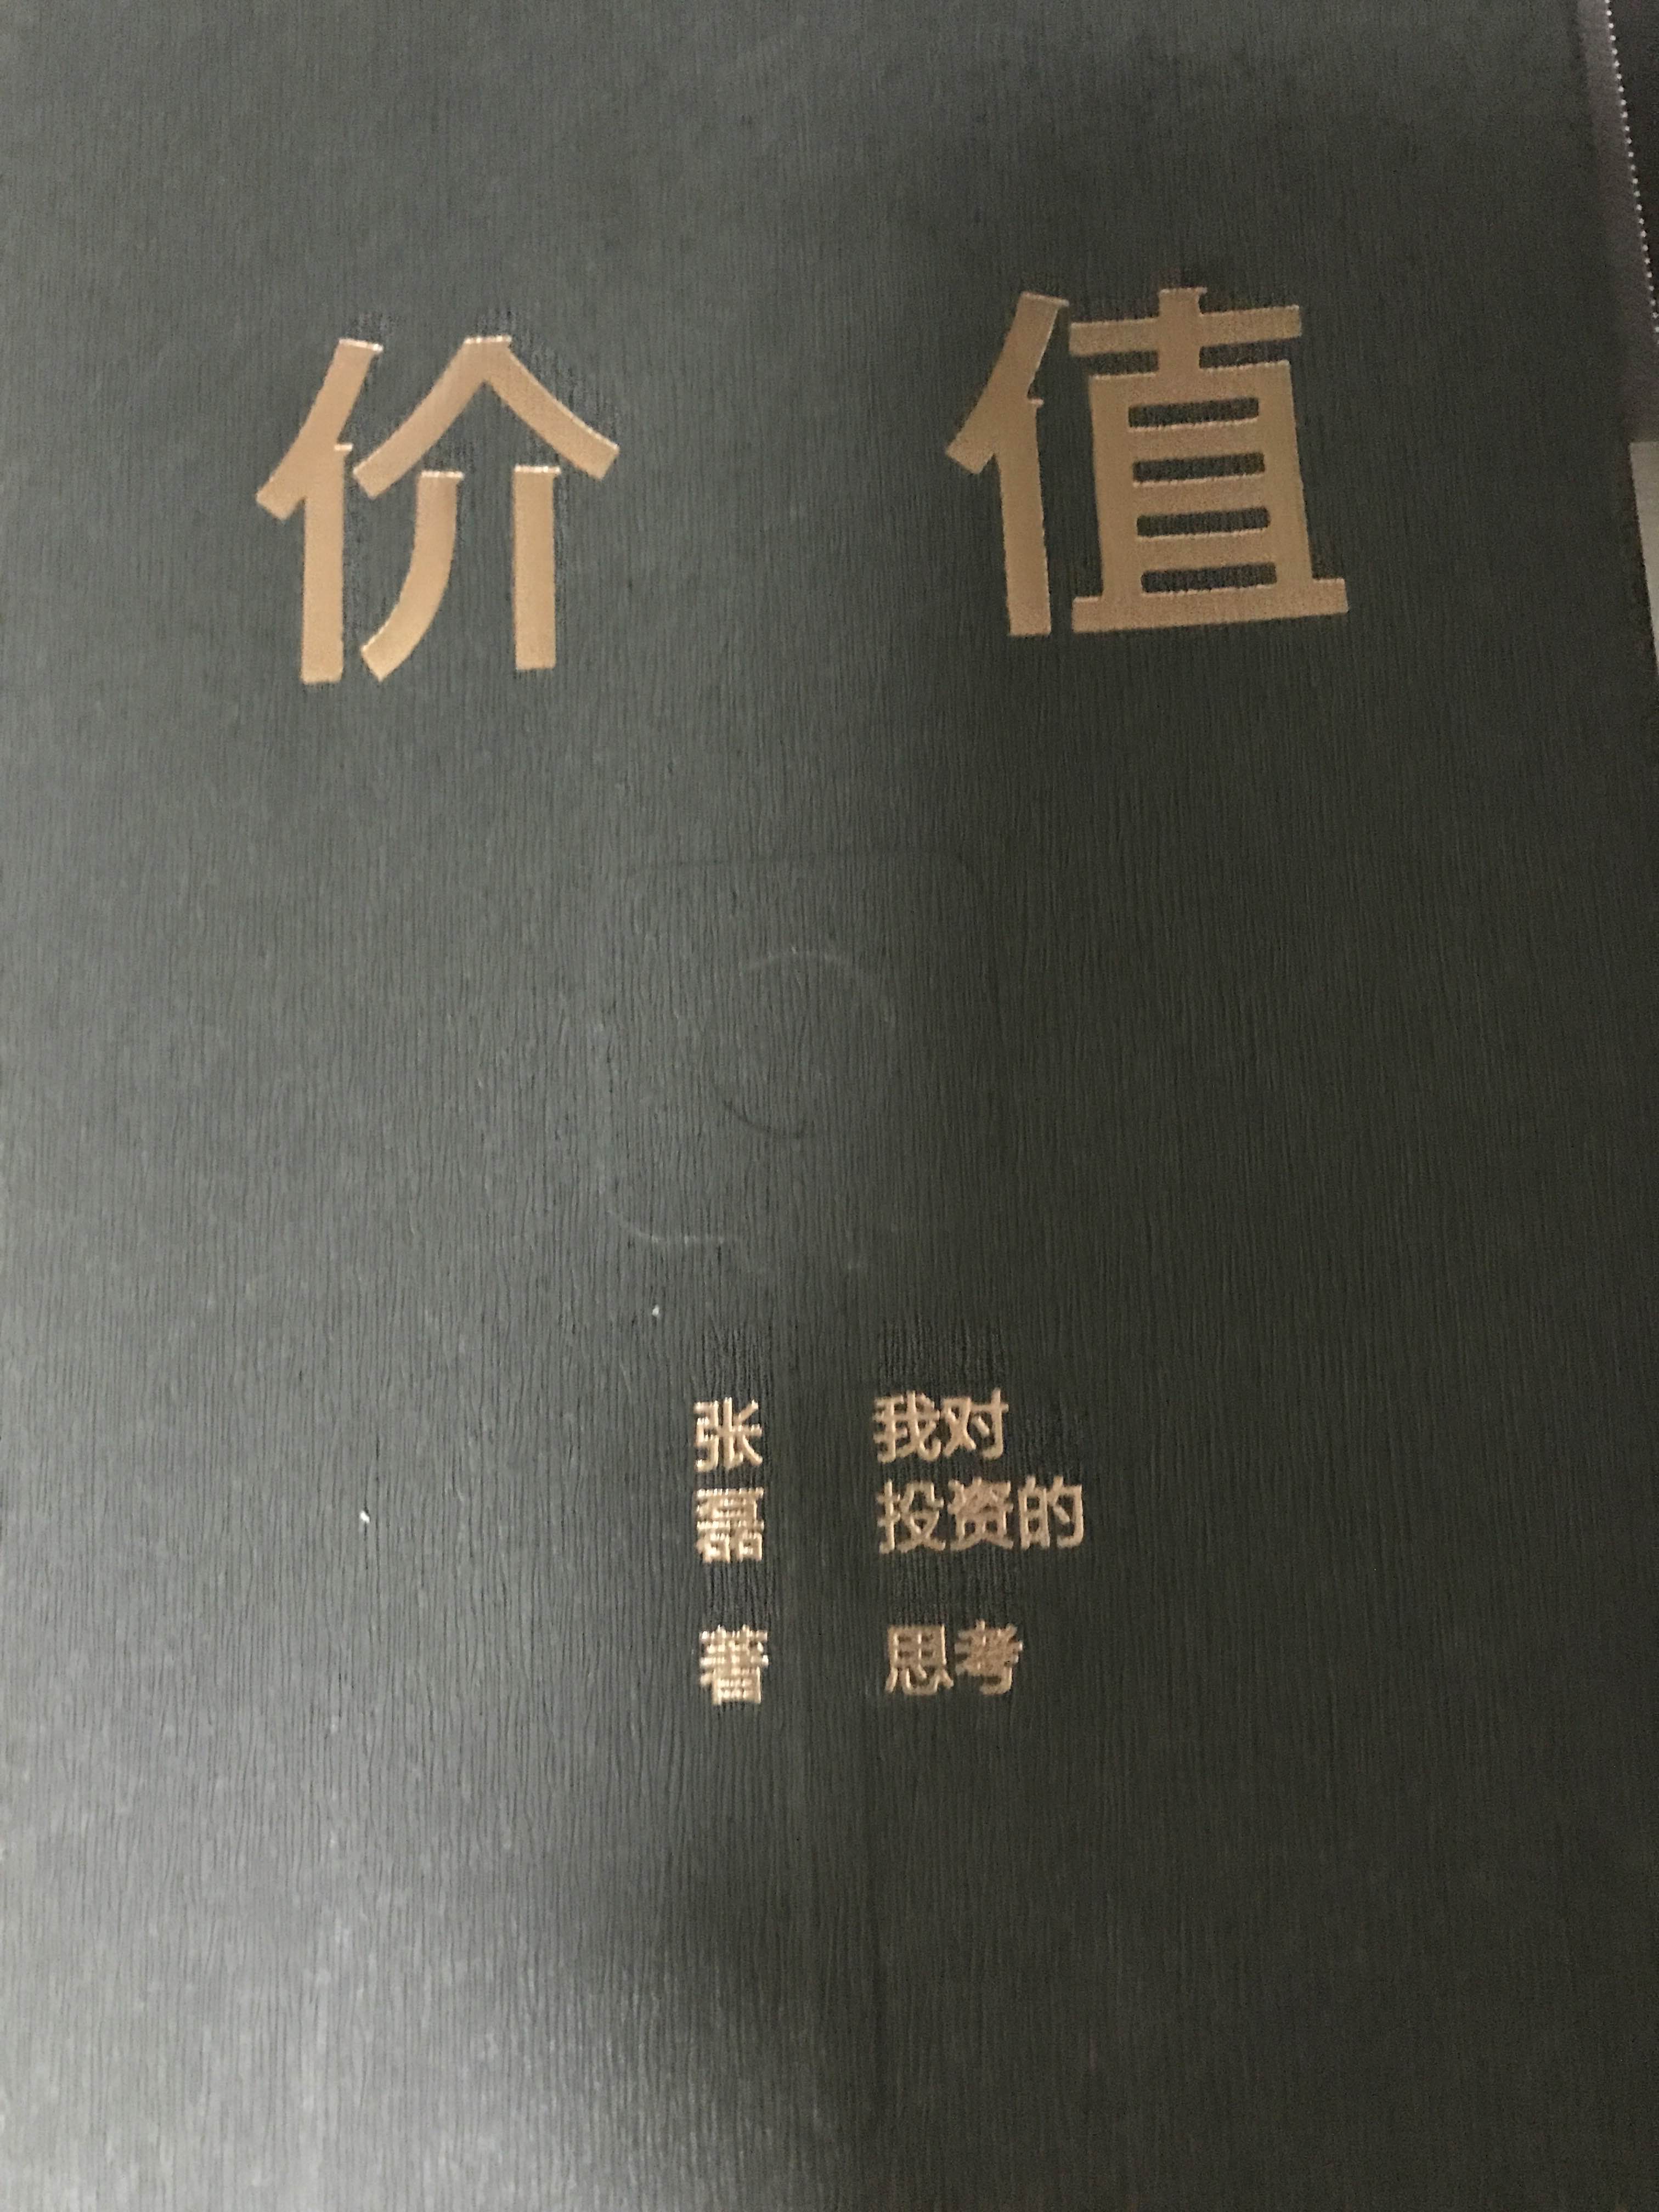 价值
张磊 著
我对
投资的
思考